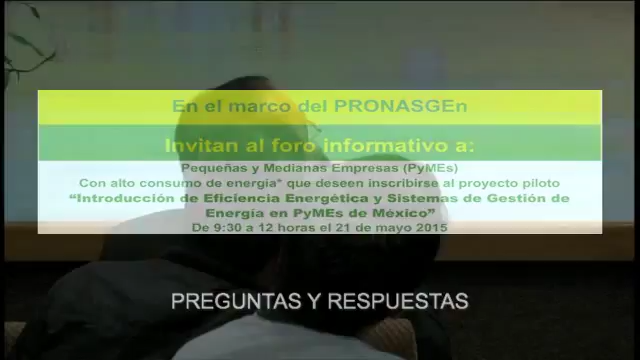 En el marco del PRONASGEn
Invitan al foro informativo a:
Pequeñas y Medianas Empresas (PyMEs)
Con alto consumo de energía* que deseen inscribirse al proyecto piloto
“Introducción de Eficiencia Energética y Sistemas de Gestión de
Energía en PyMEs de México”
De 9:30 a 12 horas el 21 de mayo 2015
PREGUNTAS Y RESPUESTAS